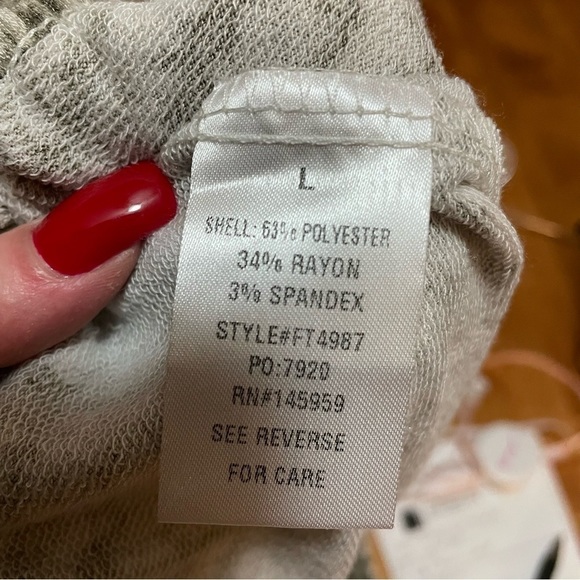 L
SHELL: 63% POLYESTER
34% RAYON
3% SPANDEX
STYLE#FT4987
PO:7920
RN#145959
SEE REVERSE
FOR CARE